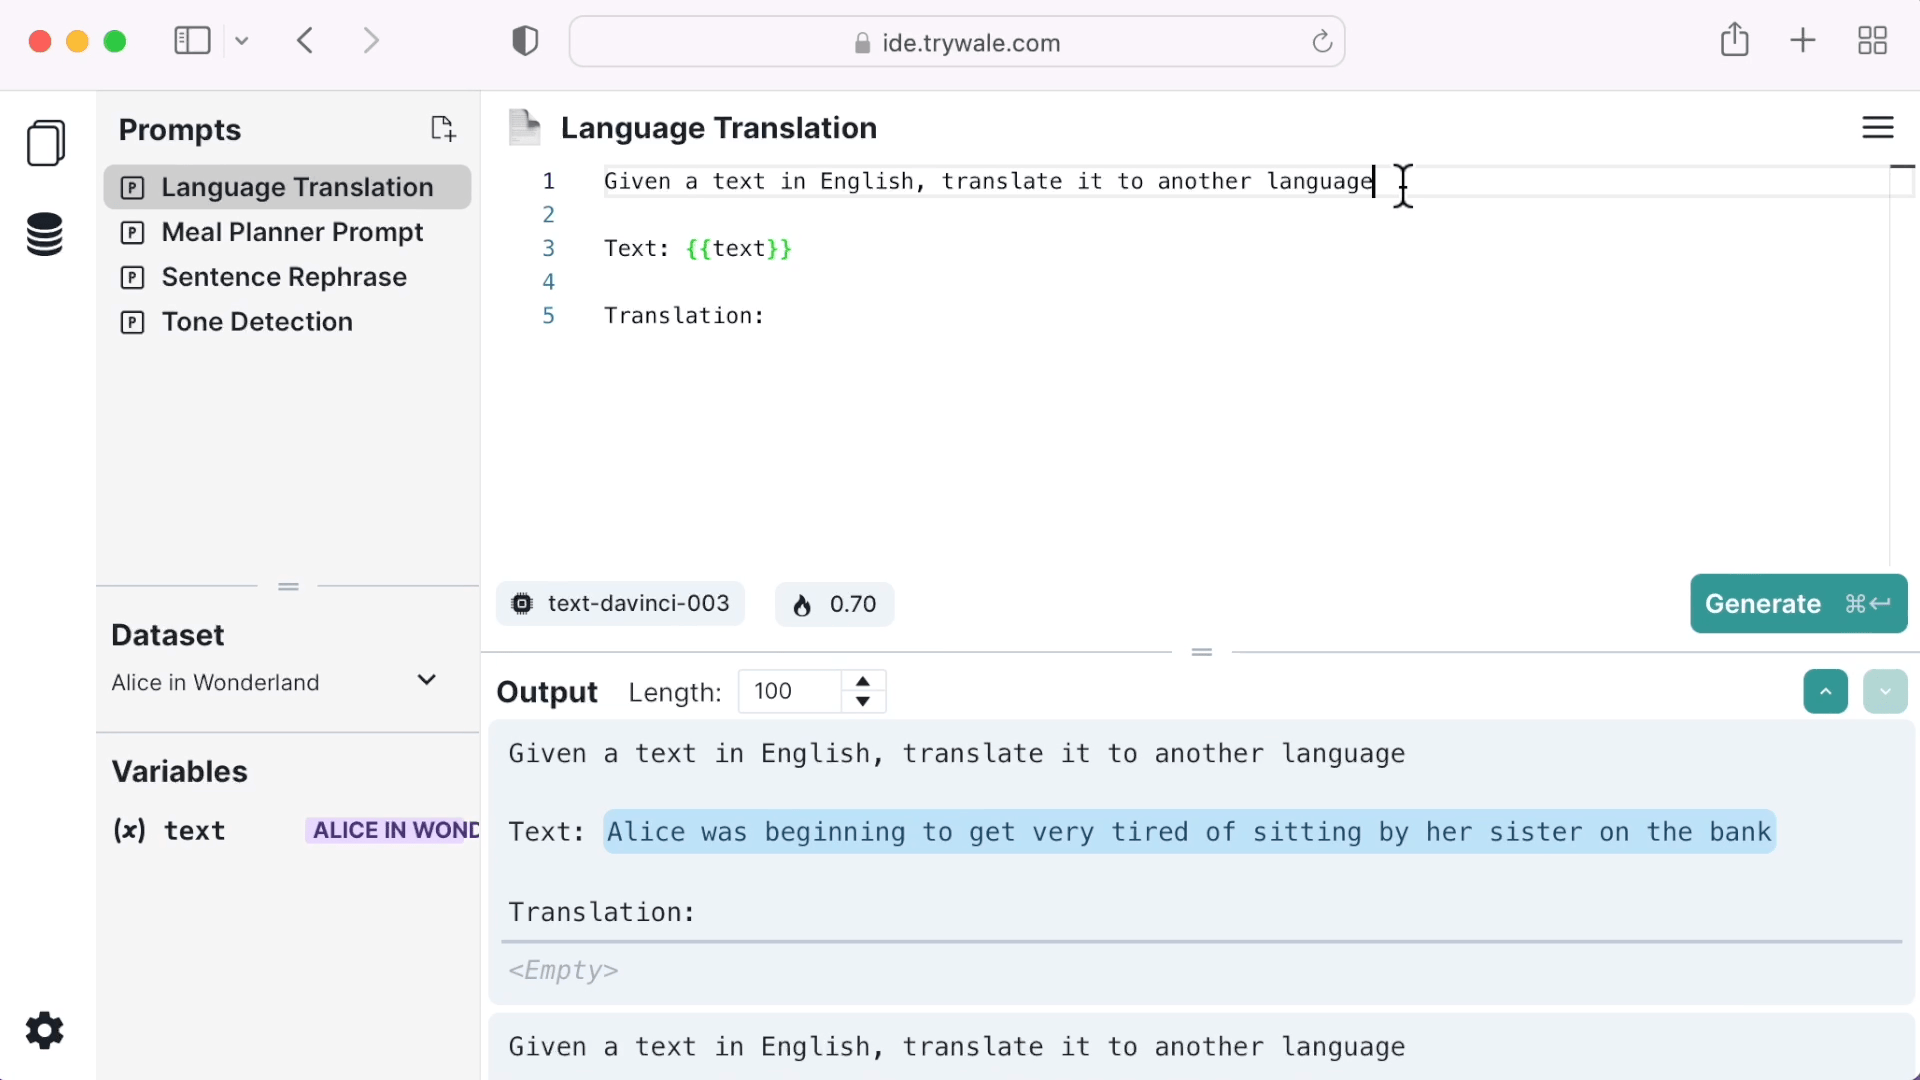 ide.trywale.com
Prompts
Language Translation
Meal Planner Prompt
Sentence Rephrase
Tone Detection
Dataset
Alice in Wonderland
Variables
(x) text ALICE IN WOND
Language Translation
1 Given a text in English, translate it to another language
2
3 Text: {{text}}
4
5 Translation:
text-davinci-003 0.70 Generate ⌘↩
Output Length: 100
Given a text in English, translate it to another language
Text: Alice was beginning to get very tired of sitting by her sister on the bank
Translation:
<Empty>
Given a text in English, translate it to another language